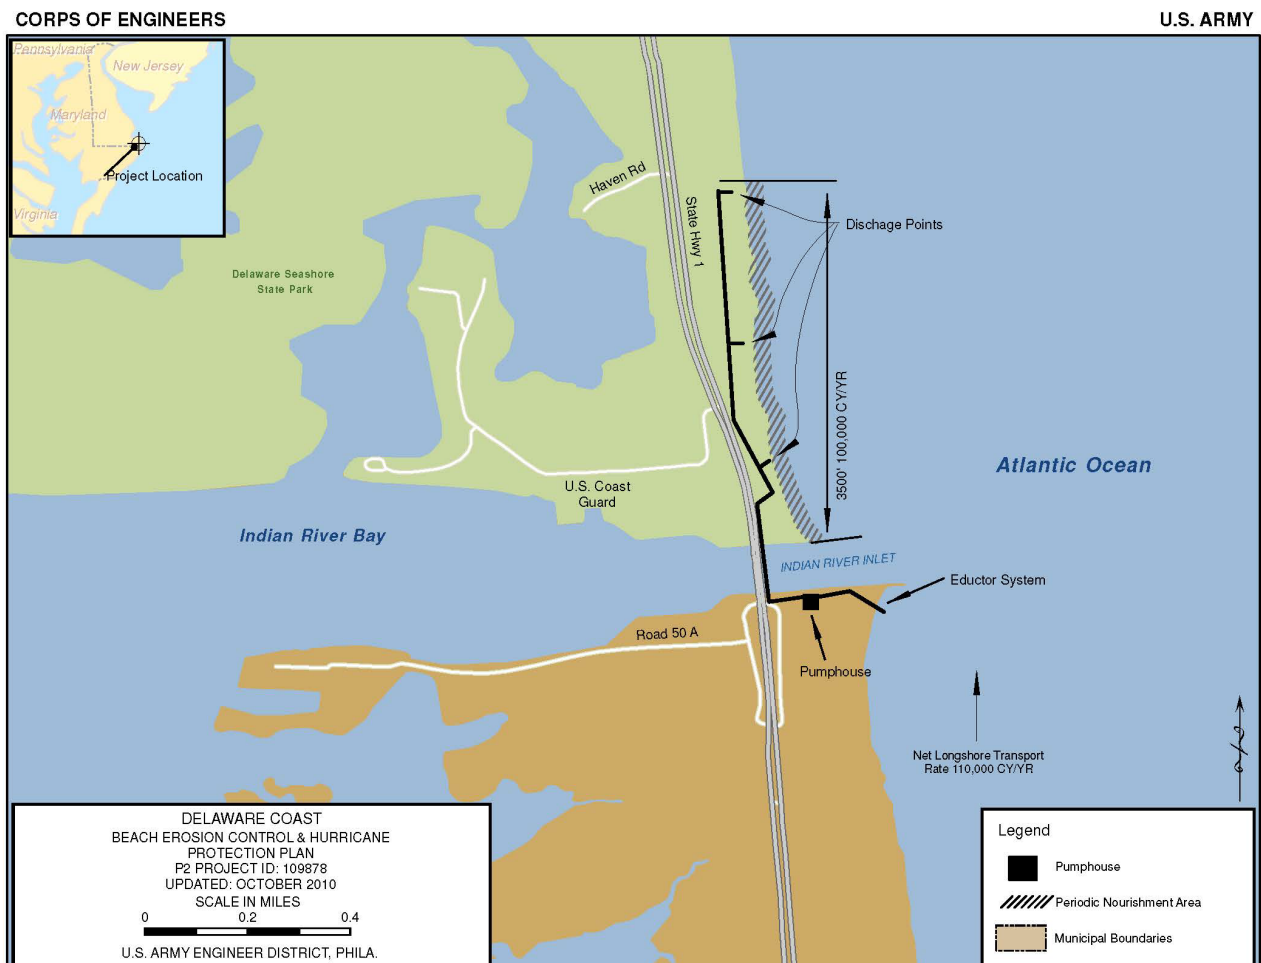 CORPS OF ENGINEERS
U.S. ARMY
Pennsylvania
New Jersey
Maryland
Project Location
Virginia
Haven Rd
State Hwy 1
Dischage Points
Delaware Seashore
State Park
3500' 100,000 CY/YR
Atlantic Ocean
U.S. Coast
Guard
Indian River Bay
INDIAN RIVER INLET
Eductor System
Road 50 A
Pumphouse
Net Longshore Transport
Rate 110,000 CY/YR
DELAWARE COAST
BEACH EROSION CONTROL & HURRICANE
PROTECTION PLAN
P2 PROJECT ID: 109878
UPDATED: OCTOBER 2010
SCALE IN MILES
0 0.2 0.4
U.S. ARMY ENGINEER DISTRICT, PHILA.
Legend
Pumphouse
Periodic Nourishment Area
Municipal Boundaries